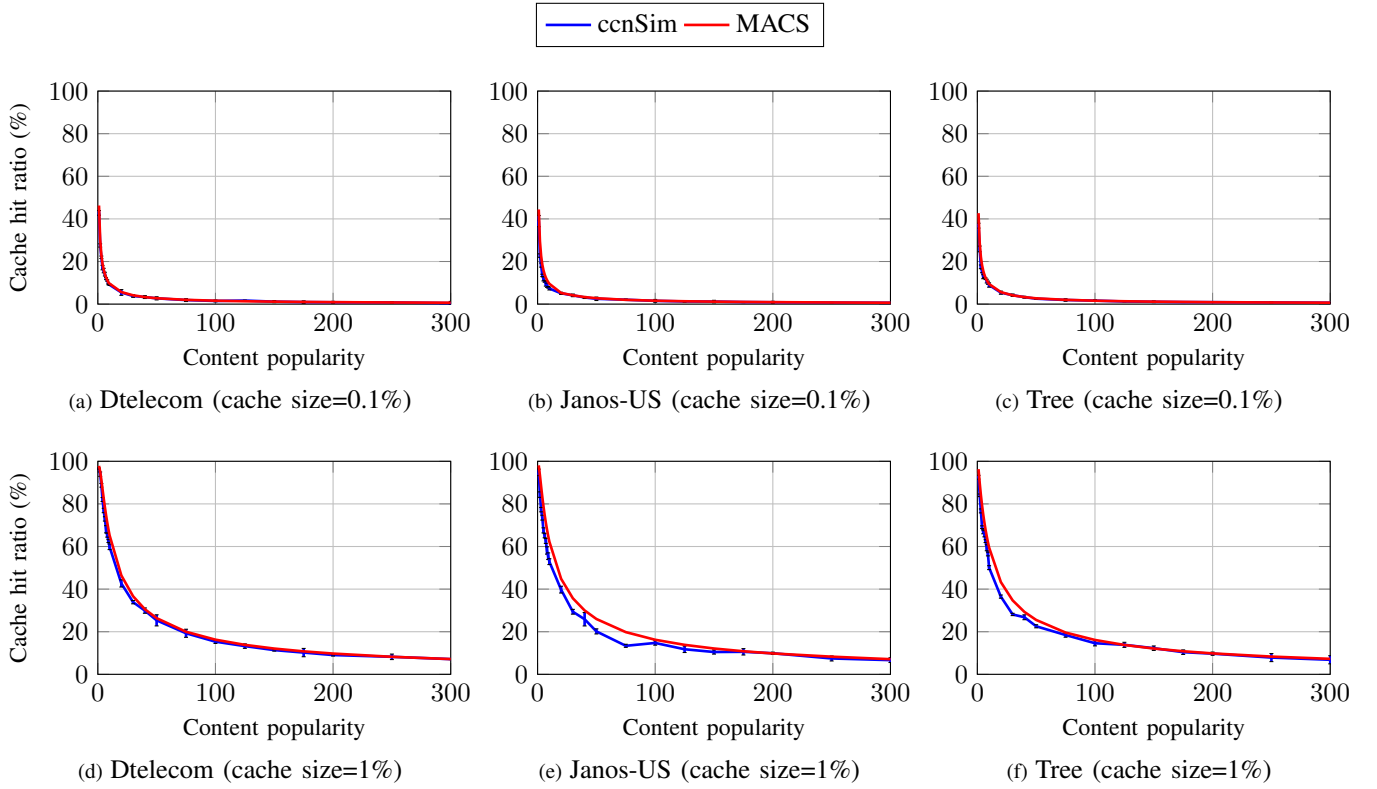 ccnSim MACS
Cache hit ratio (%)
100
80
60
40
20
0
0 100 200 300
Content popularity
(a) Dtelecom (cache size=0.1%)
100
80
60
40
20
0
0 100 200 300
Content popularity
(b) Janos-US (cache size=0.1%)
100
80
60
40
20
0
0 100 200 300
Content popularity
(c) Tree (cache size=0.1%)
Cache hit ratio (%)
100
80
60
40
20
0
0 100 200 300
Content popularity
(d) Dtelecom (cache size=1%)
100
80
60
40
20
0
0 100 200 300
Content popularity
(e) Janos-US (cache size=1%)
100
80
60
40
20
0
0 100 200 300
Content popularity
(f) Tree (cache size=1%)